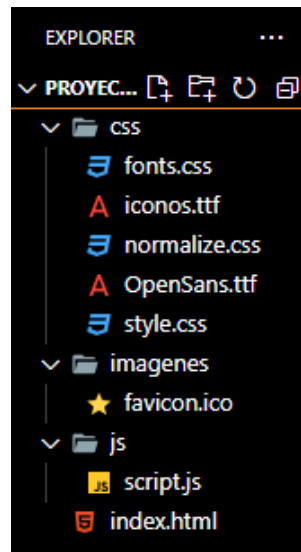 EXPLORER ...
PROYEC...
css
fonts.css
iconos.ttf
normalize.css
OpenSans.ttf
style.css
imagenes
favicon.ico
js
JS script.js
index.html